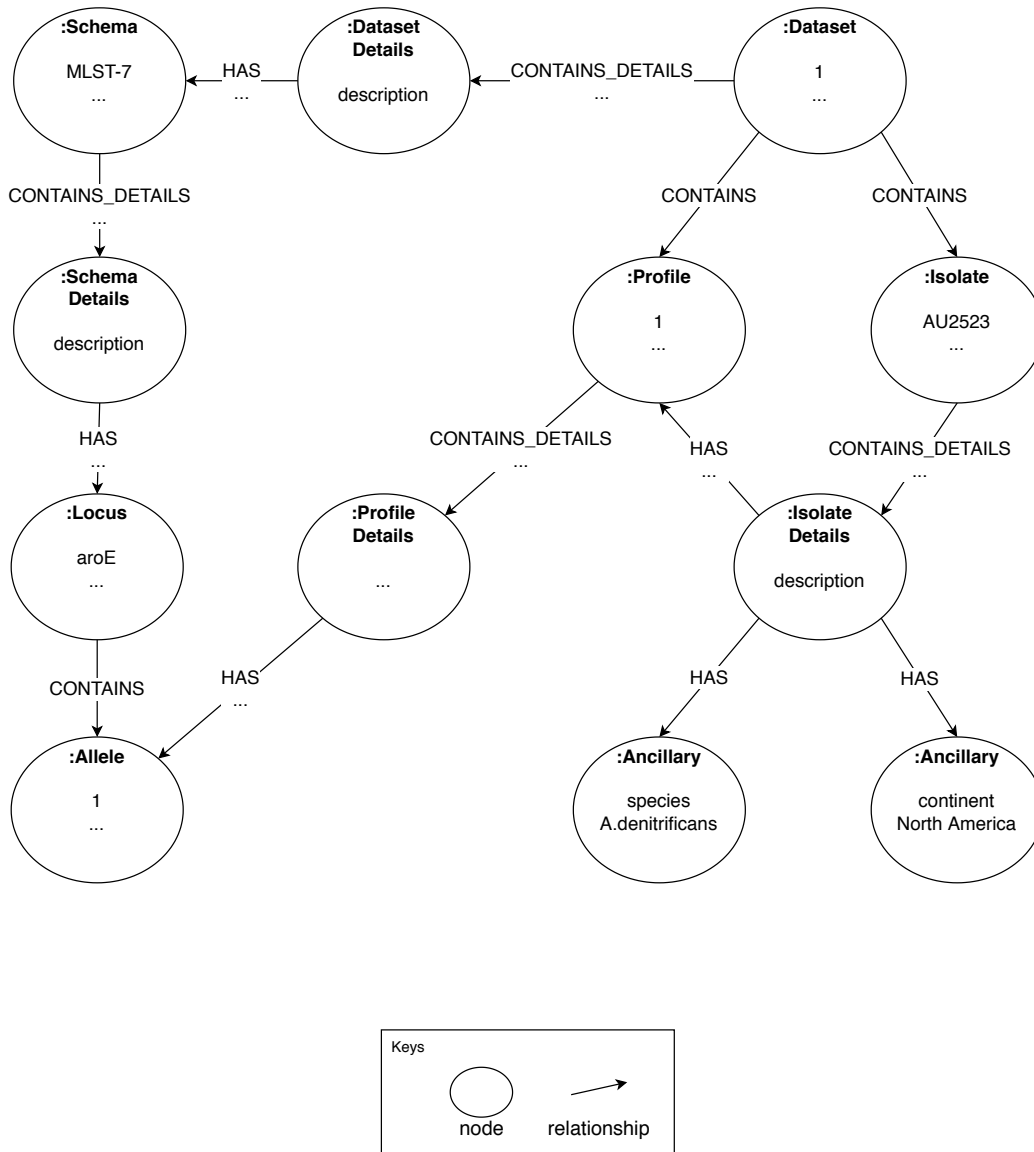 :Schema
MLST-7
...
HAS
...
:Dataset
Details
description
CONTAINS_DETAILS
...
:Dataset
1
...
CONTAINS_DETAILS
...
CONTAINS
CONTAINS
:Schema
Details
description
:Profile
1
...
:Isolate
AU2523
...
HAS
...
CONTAINS_DETAILS
...
HAS
...
CONTAINS_DETAILS
...
:Locus
aroE
...
:Profile
Details
...
:Isolate
Details
description
CONTAINS
HAS
...
HAS
HAS
:Allele
1
...
:Ancillary
species
A.denitrificans
:Ancillary
continent
North America
Keys
node
relationship